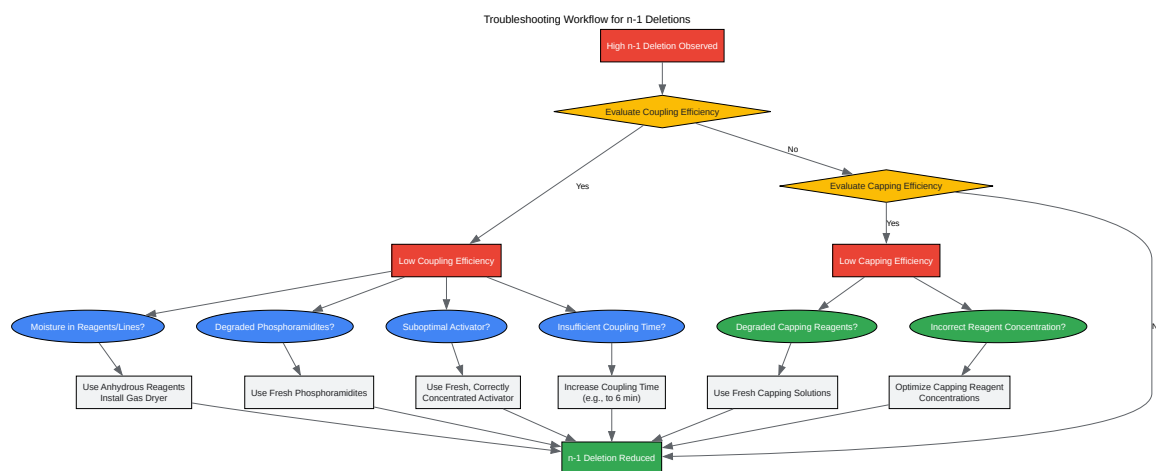 Troubleshooting Workflow for n-1 Deletions
High n-1 Deletion Observed
Evaluate Coupling Efficiency
No
Yes
Evaluate Capping Efficiency
Yes
Low Coupling Efficiency
Low Capping Efficiency
Moisture in Reagents/Lines?
Degraded Phosphoramidites?
Suboptimal Activator?
Insufficient Coupling Time?
Degraded Capping Reagents?
Incorrect Reagent Concentration?
Use Anhydrous Reagents
Install Gas Dryer
Use Fresh Phosphoramidites
Use Fresh, Correctly
Concentrated Activator
Increase Coupling Time
(e.g., to 6 min)
Use Fresh Capping Solutions
Optimize Capping Reagent
Concentrations
n-1 Deletion Reduced